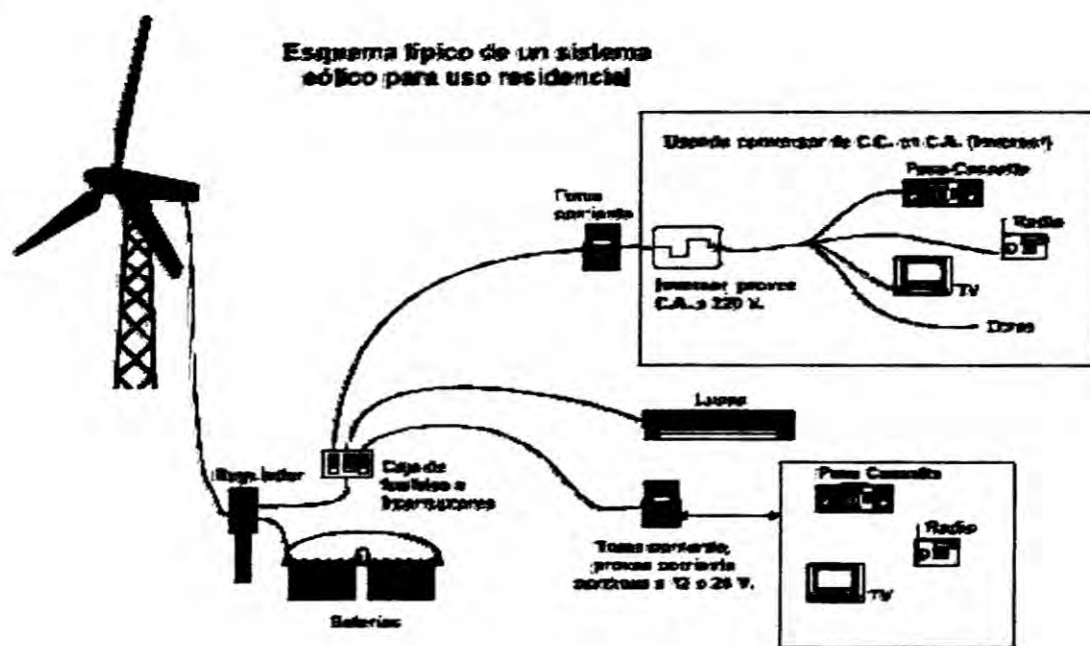 Esquema típico de un sistema
eólico para uso residencial
Usando conversor de C.C. en C.A. (Inversor)
Pasa-Cassette
Toma
corriente
Radio
Inversor provee
C.A. a 220 V.
TV
Otros
Luces
Regulador
Caja de
fusibles e
interruptores
Pasa Cassette
Radio
Toma corriente,
provee corriente
continua a 12 o 24 V.
TV
Baterías